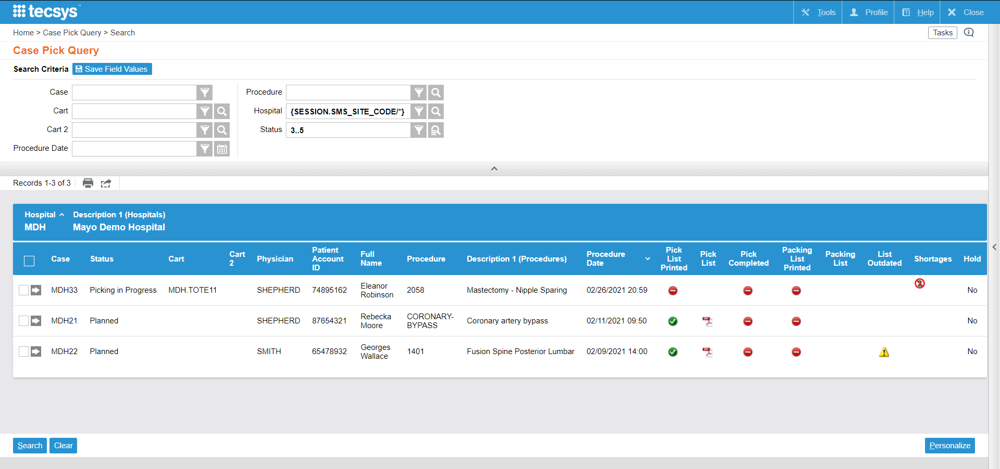 tecsys™
Tools Profile Help Close
Home > Case Pick Query > Search
Tasks
Case Pick Query
Search Criteria Save Field Values
Case Procedure
Cart Hospital {SESSION.SMS_SITE_CODE/*}
Cart 2 Status 3..5
Procedure Date
Records 1-3 of 3
Hospital Description 1 (Hospitals)
MDH Mayo Demo Hospital
Case Status Cart Cart 2 Physician Patient Account ID Full Name Procedure Description 1 (Procedures) Procedure Date Pick List Printed Pick List Pick Completed Packing List Printed Packing List List Outdated Shortages Hold
MDH33 Picking in Progress MDH.TOTE11 SHEPHERD 74895162 Eleanor Robinson 2058 Mastectomy - Nipple Sparing 02/26/2021 20:59 2 No
MDH21 Planned SHEPHERD 87654321 Rebecka Moore CORONARY-BYPASS Coronary artery bypass 02/11/2021 09:50 No
MDH22 Planned SMITH 65478932 Georges Wallace 1401 Fusion Spine Posterior Lumbar 02/09/2021 14:00 No
Search Clear Personalize